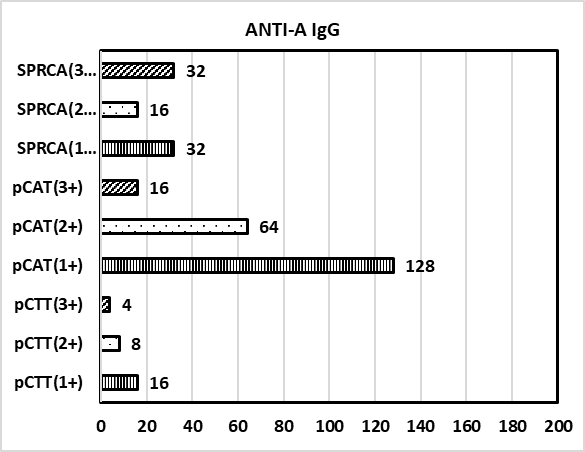 ANTI-A IgG
SPRCA(3... 32
SPRCA(2... 16
SPRCA(1... 32
pCAT(3+) 16
pCAT(2+) 64
pCAT(1+) 128
pCTT(3+) 4
pCTT(2+) 8
pCTT(1+) 16
0 20 40 60 80 100 120 140 160 180 200